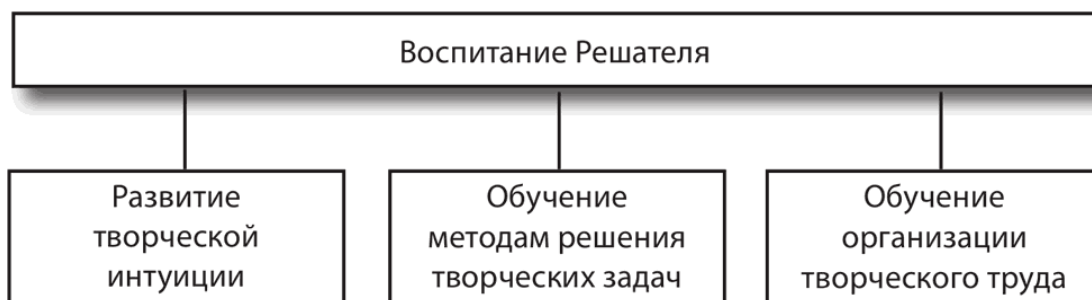 Воспитание Решателя
Развитие
творческой
интуиции
Обучение
методам решения
творческих задач
Обучение
организации
творческого труда